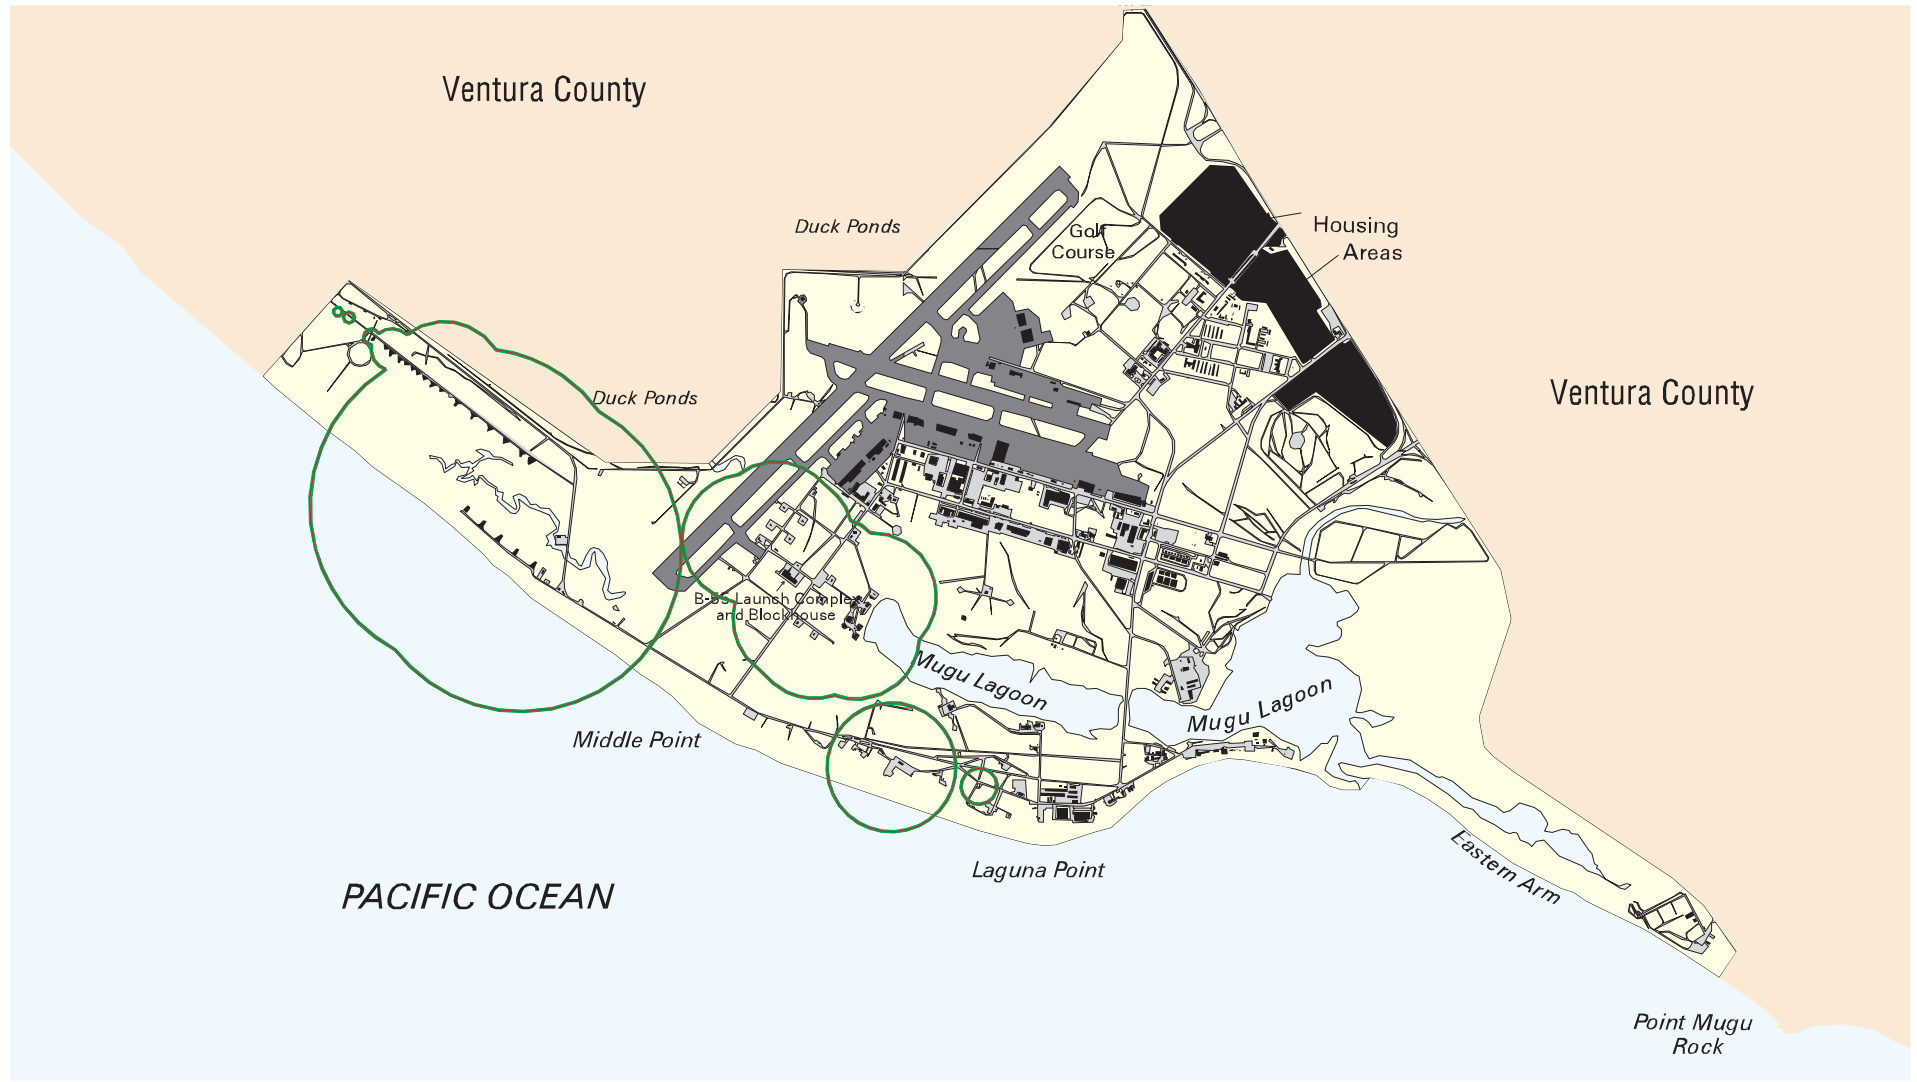 Ventura County
Duck Ponds
Golf
Course
Housing
Areas
Duck Ponds
Ventura County
B-55 Launch Complex
and Blockhouse
Mugu Lagoon
Mugu Lagoon
Middle Point
Laguna Point
Eastern Arm
PACIFIC OCEAN
Point Mugu
Rock